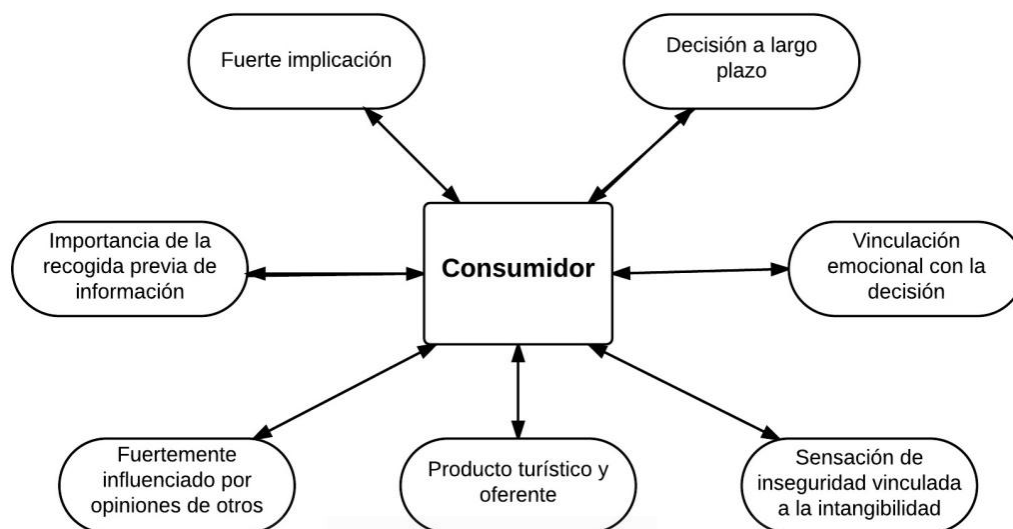 Fuerte implicación
Decisión a largo
plazo
Importancia de la
recogida previa de
información
Consumidor
Vinculación
emocional con la
decisión
Fuertemente
influenciado por
opiniones de otros
Producto turístico y
oferente
Sensación de
inseguridad vinculada
a la intangibilidad